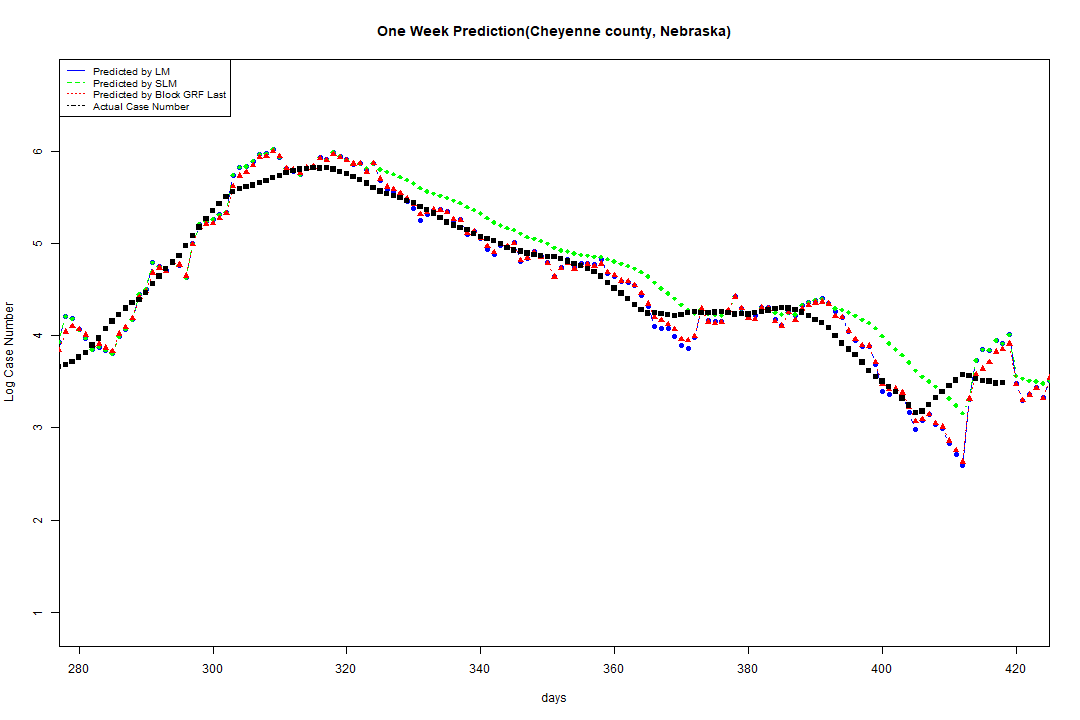 One Week Prediction(Cheyenne county, Nebraska)
Predicted by LM
Predicted by SLM
Predicted by Block GRF Last
Actual Case Number
Log Case Number
6
5
4
3
2
1
280 300 320 340 360 380 400 420
days